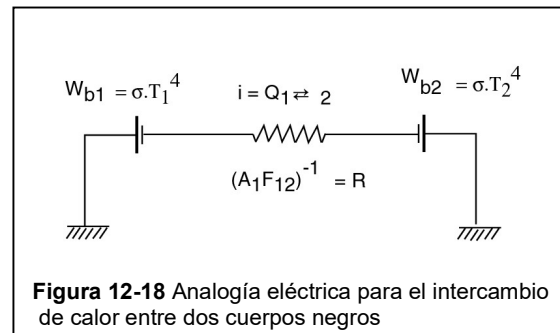 W_b1 = σ.T_1^4
i = Q_1⇄ 2
W_b2 = σ.T_2^4
(A_1F_12)^-1 = R
Figura 12-18 Analogía eléctrica para el intercambio
de calor entre dos cuerpos negros